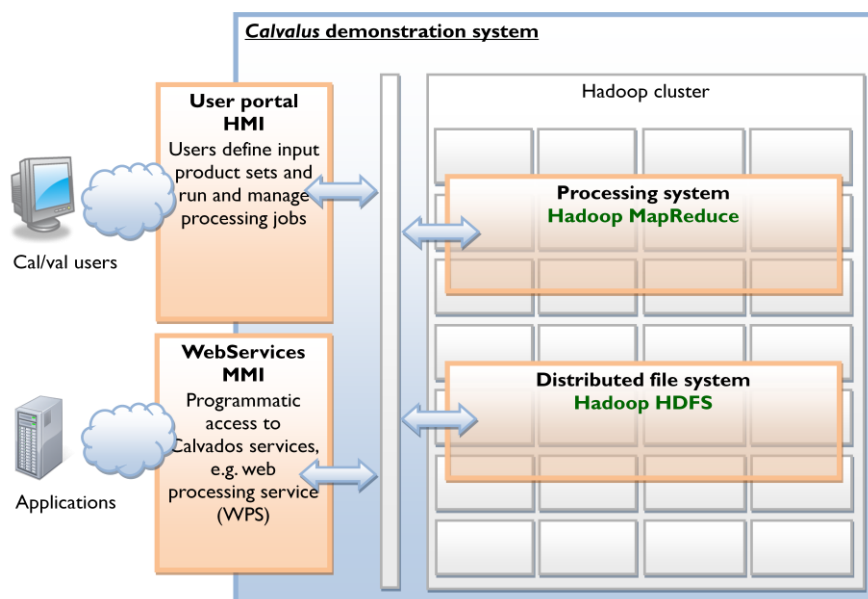 Calvalus demonstration system
User portal
HMI
Users define input
product sets and
run and manage
processing jobs
Cal/val users
WebServices
MMI
Programmatic
access to
Calvados services,
e.g. web
processing service
(WPS)
Applications
Hadoop cluster
Processing system
Hadoop MapReduce
Distributed file system
Hadoop HDFS